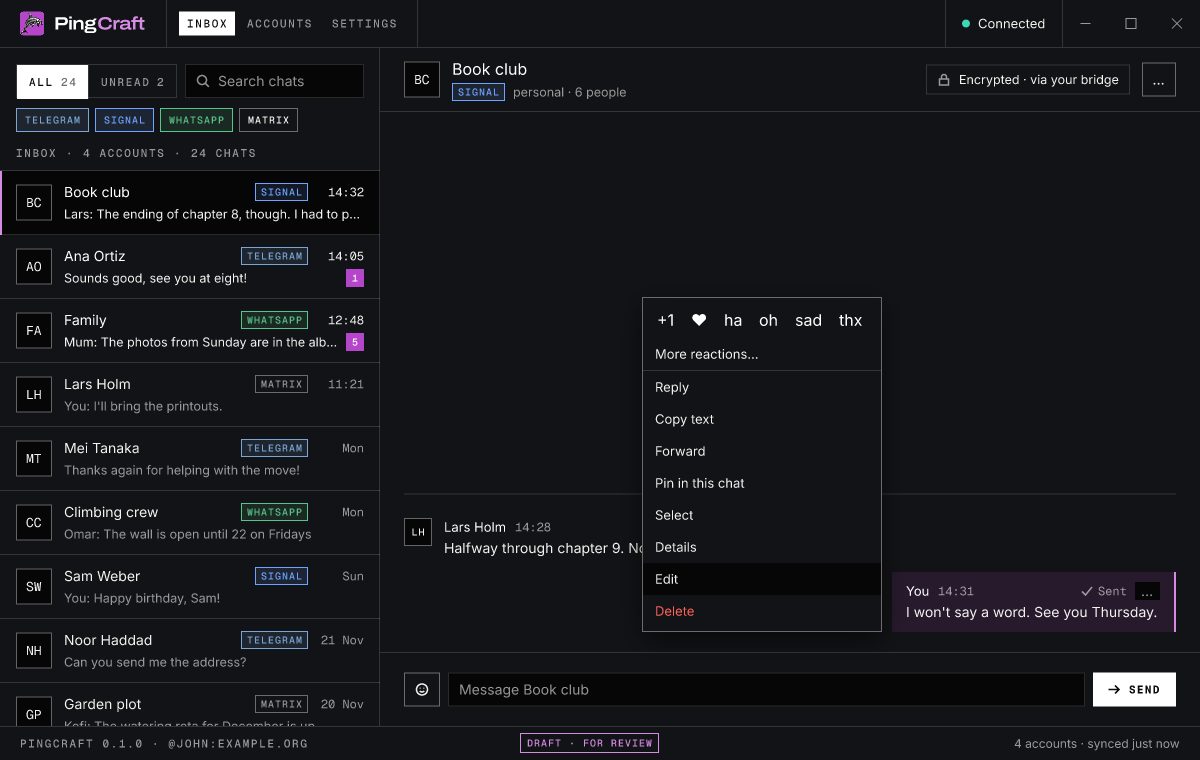 PingCraft
INBOX ACCOUNTS SETTINGS
Connected
ALL 24 UNREAD 2
Search chats
TELEGRAM SIGNAL WHATSAPP MATRIX
INBOX · 4 ACCOUNTS · 24 CHATS
BC
Book club SIGNAL 14:32
Lars: The ending of chapter 8, though. I had to p...
AO
Ana Ortiz TELEGRAM 14:05
Sounds good, see you at eight! 1
FA
Family WHATSAPP 12:48
Mum: The photos from Sunday are in the alb... 5
LH
Lars Holm MATRIX 11:21
You: I'll bring the printouts.
MT
Mei Tanaka TELEGRAM Mon
Thanks again for helping with the move!
CC
Climbing crew WHATSAPP Mon
Omar: The wall is open until 22 on Fridays
SW
Sam Weber SIGNAL Sun
You: Happy birthday, Sam!
NH
Noor Haddad TELEGRAM 21 Nov
Can you send me the address?
GP
Garden plot MATRIX 20 Nov
Kofi: The watering rota for December is up
BC
Book club
SIGNAL personal · 6 people
Encrypted · via your bridge
...
+1 ha oh sad thx
More reactions...
Reply
Copy text
Forward
Pin in this chat
Select
Details
Edit
Delete
LH
Lars Holm 14:28
Halfway through chapter 9.
You 14:31 Sent ...
I won't say a word. See you Thursday.
Message Book club
SEND
PINGCRAFT 0.1.0 · @JOHN:EXAMPLE.ORG
DRAFT · FOR REVIEW
4 accounts · synced just now